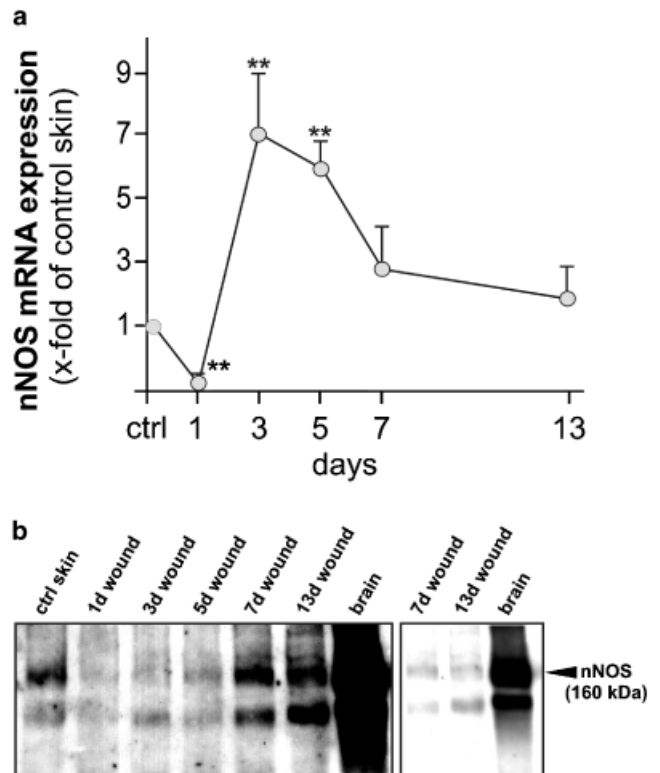 a
nNOS mRNA expression
(x-fold of control skin)
9
7
5
3
1
**
**
**
ctrl 1 3 5 7 13
days
b
ctrl skin 1d wound 3d wound 5d wound 7d wound 13d wound brain 7d wound 13d wound brain
nNOS
(160 kDa)